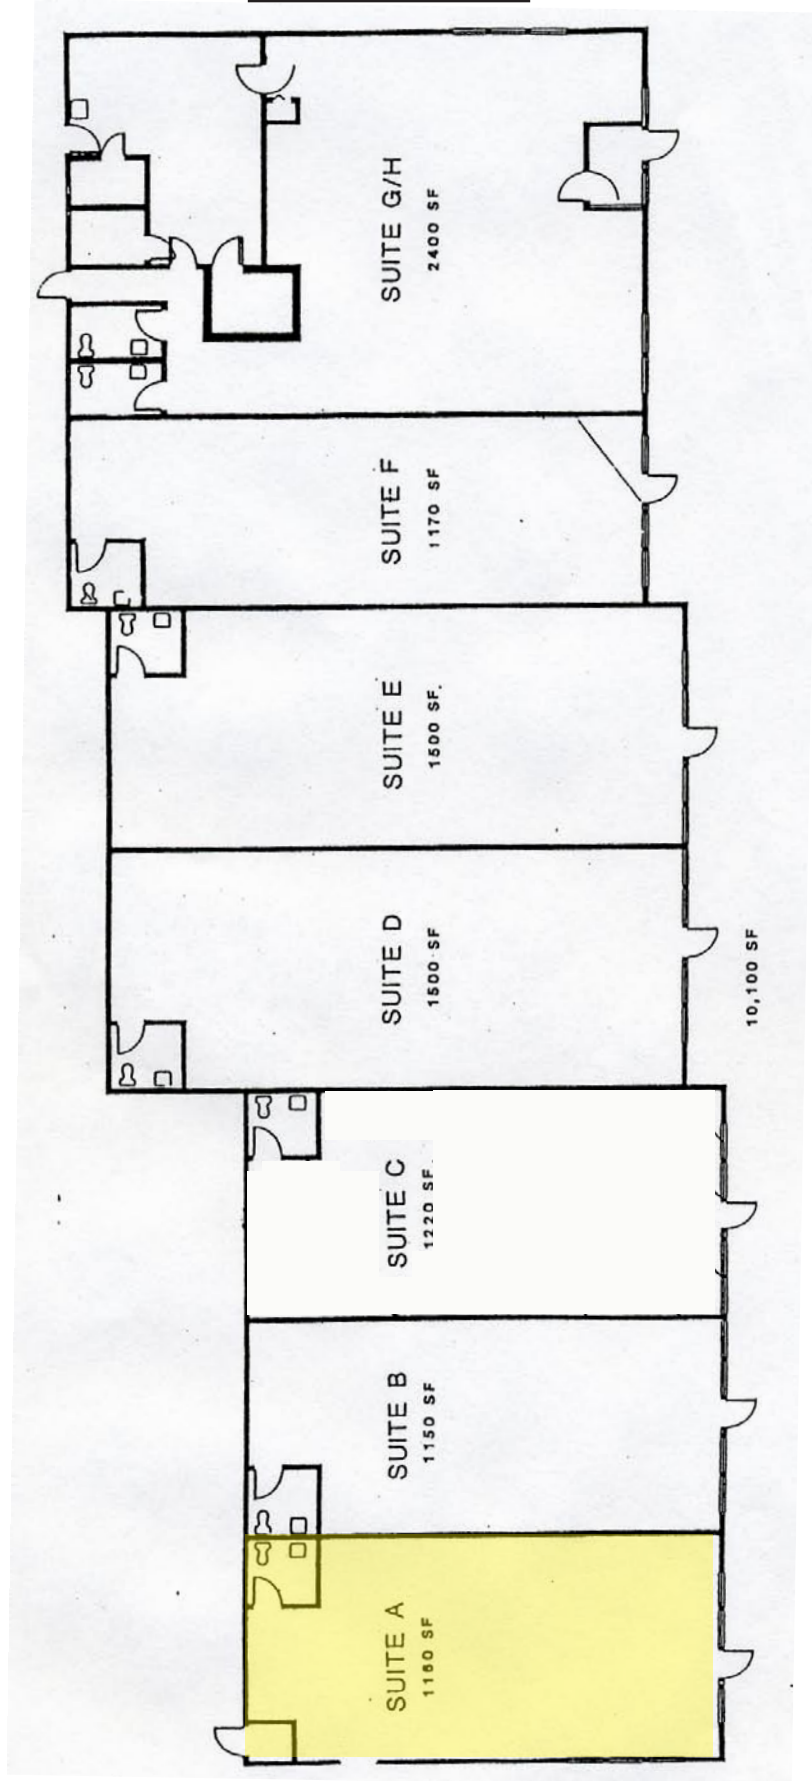 SUITE G/H
2400 SF
SUITE F
1170 SF
SUITE E
1500 SF.
SUITE D
1500 SF
10,100 SF
SUITE C
1220 SF.
SUITE B
1150 SF
SUITE A
1160 SF